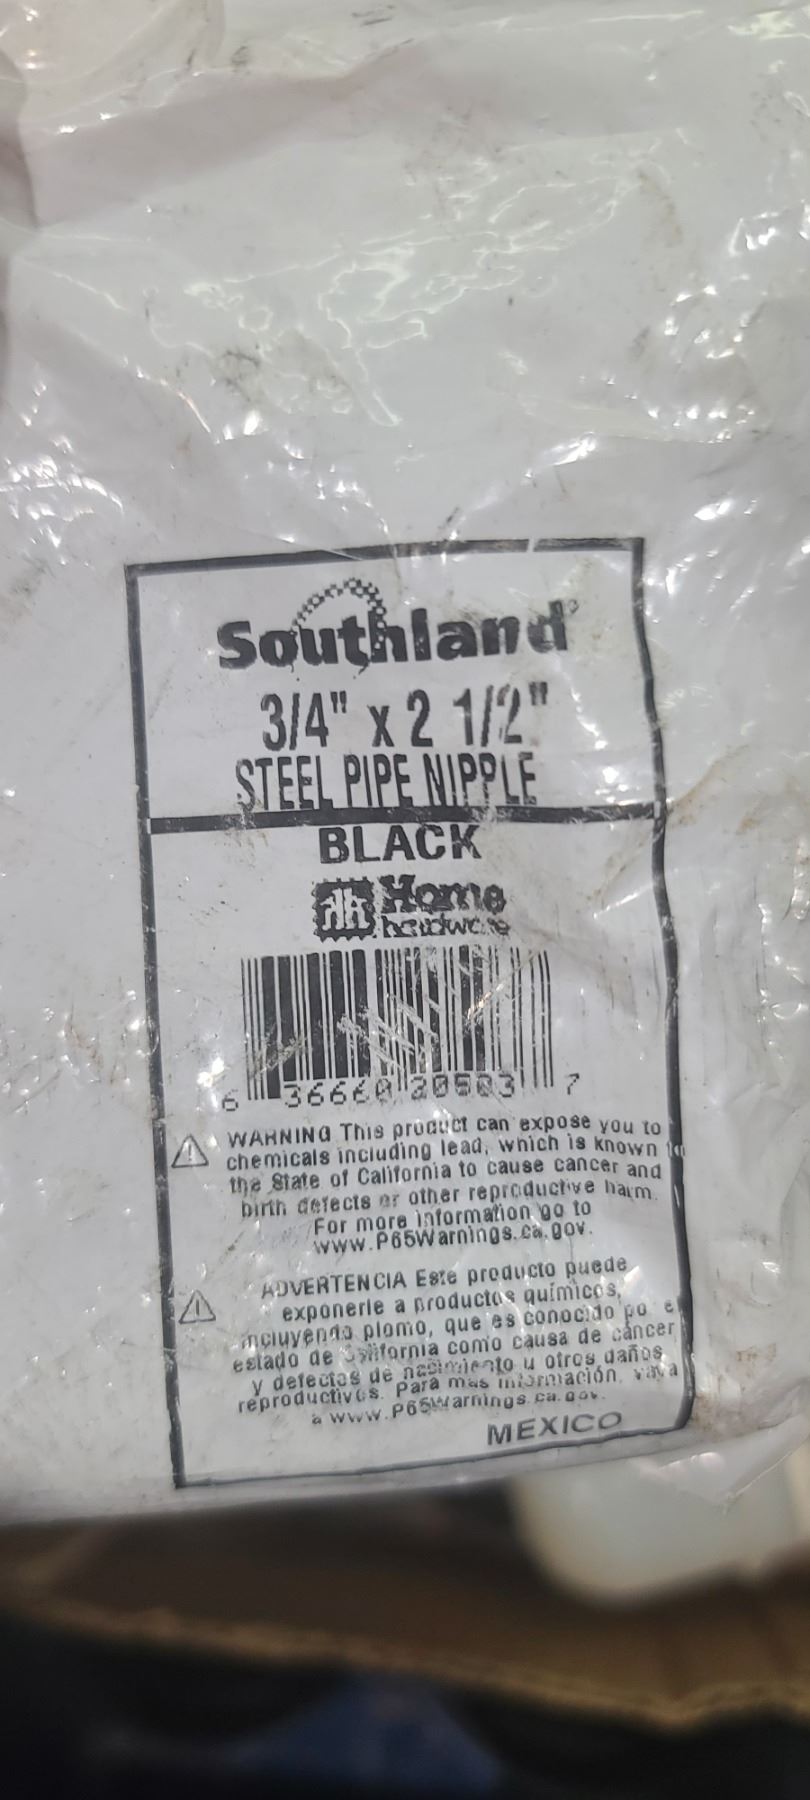 Southland®
3/4" x 2 1/2"
STEEL PIPE NIPPLE
BLACK
Home
hardware
6 36660 20503 7
WARNING This product can expose you to
chemicals including lead, which is known to
the State of California to cause cancer and
birth defects or other reproductive harm.
For more information go to
www.P65Warnings.ca.gov.
ADVERTENCIA Este producto puede
exponerle a productos químicos,
incluyendo plomo, que es conocido po e
estado de California como causa de cáncer
y defectos de nacimiento u otros daños
reproductivos. Para mas información, vaya
a www.P65Warnings.ca.gov.
MEXICO